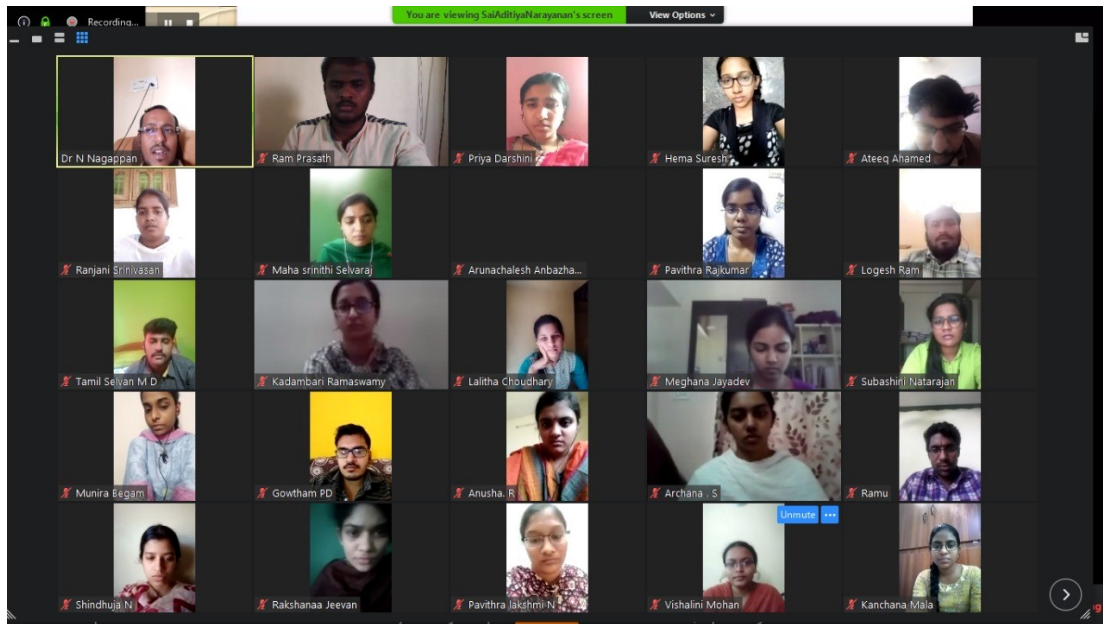 Recording...
You are viewing SaiAditiyaNarayanan's screen
View Options
Dr N Nagappan
Ram Prasath
Priya Darshini
Hema Suresh
Ateeq Ahamed
Ranjani Srinivasan
Maha srinithi Selvaraj
Arunachalesh Anbazha...
Pavithra Rajkumar
Logesh Ram
Tamil Selvan M D
Kadambari Ramaswamy
Lalitha Choudhary
Meghana Jayadev
Subashini Natarajan
Munira Begam
Gowtham PD
Anusha. R
Archana . S
Ramu
Unmute
Shindhuja N
Rakshanaa Jeevan
Pavithra lakshmi N
Vishalini Mohan
Kanchana Mala